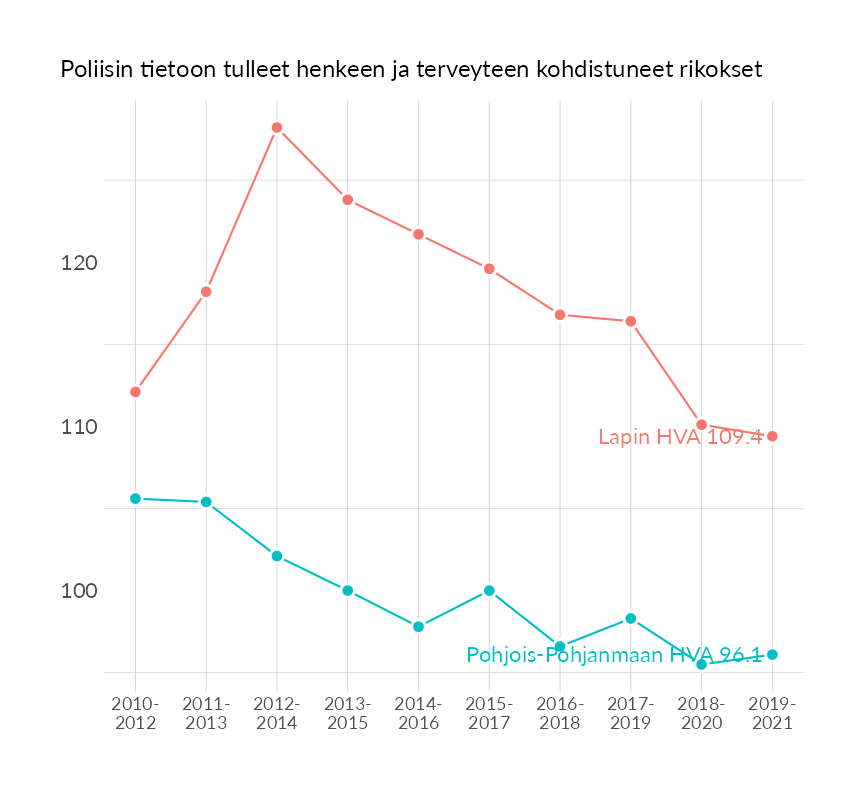 Poliisin tietoon tulleet henkeen ja terveyteen kohdistuneet rikokset
120
110
100
Lapin HVA 109.4
Pohjois-Pohjanmaan HVA 96.1
2010- 2011- 2012- 2013- 2014- 2015- 2016- 2017- 2018- 2019-
2012 2013 2014 2015 2016 2017 2018 2019 2020 2021